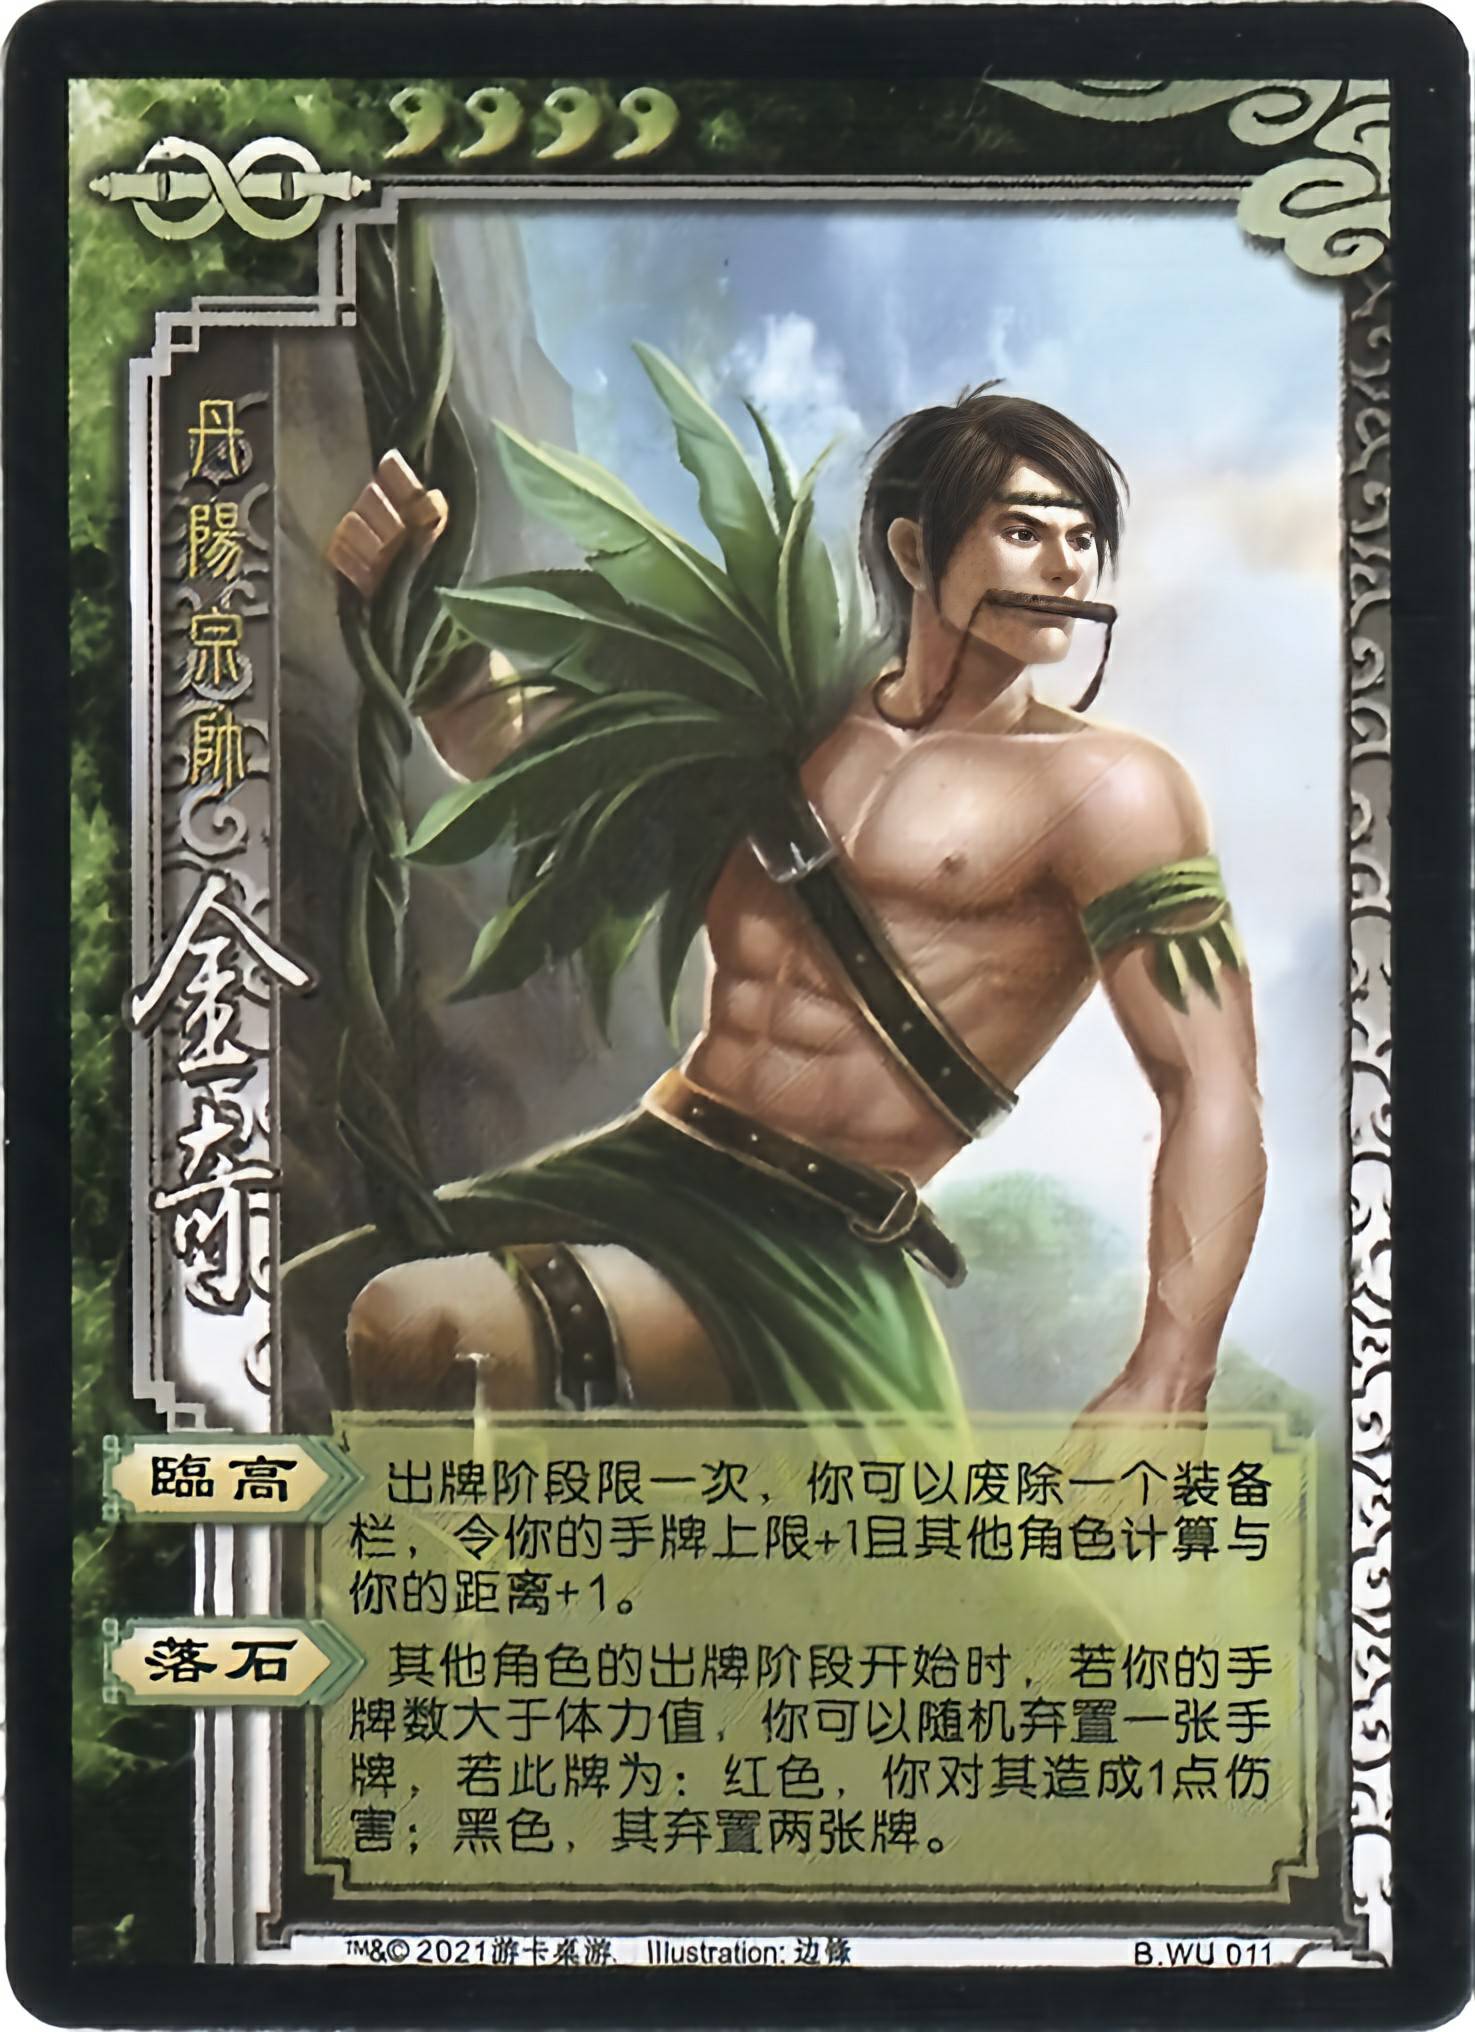 丹陽宗帥
金奇
臨高
出牌阶段限一次，你可以废除一个装备
栏，令你的手牌上限+1且其他角色计算与
你的距离+1。
落石
其他角色的出牌阶段开始时，若你的手
牌数大于体力值，你可以随机弃置一张手
牌，若此牌为：红色，你对其造成1点伤
害；黑色，其弃置两张牌。
™&© 2021游卡桌游、 Illustration: 边缘
B.WU 011